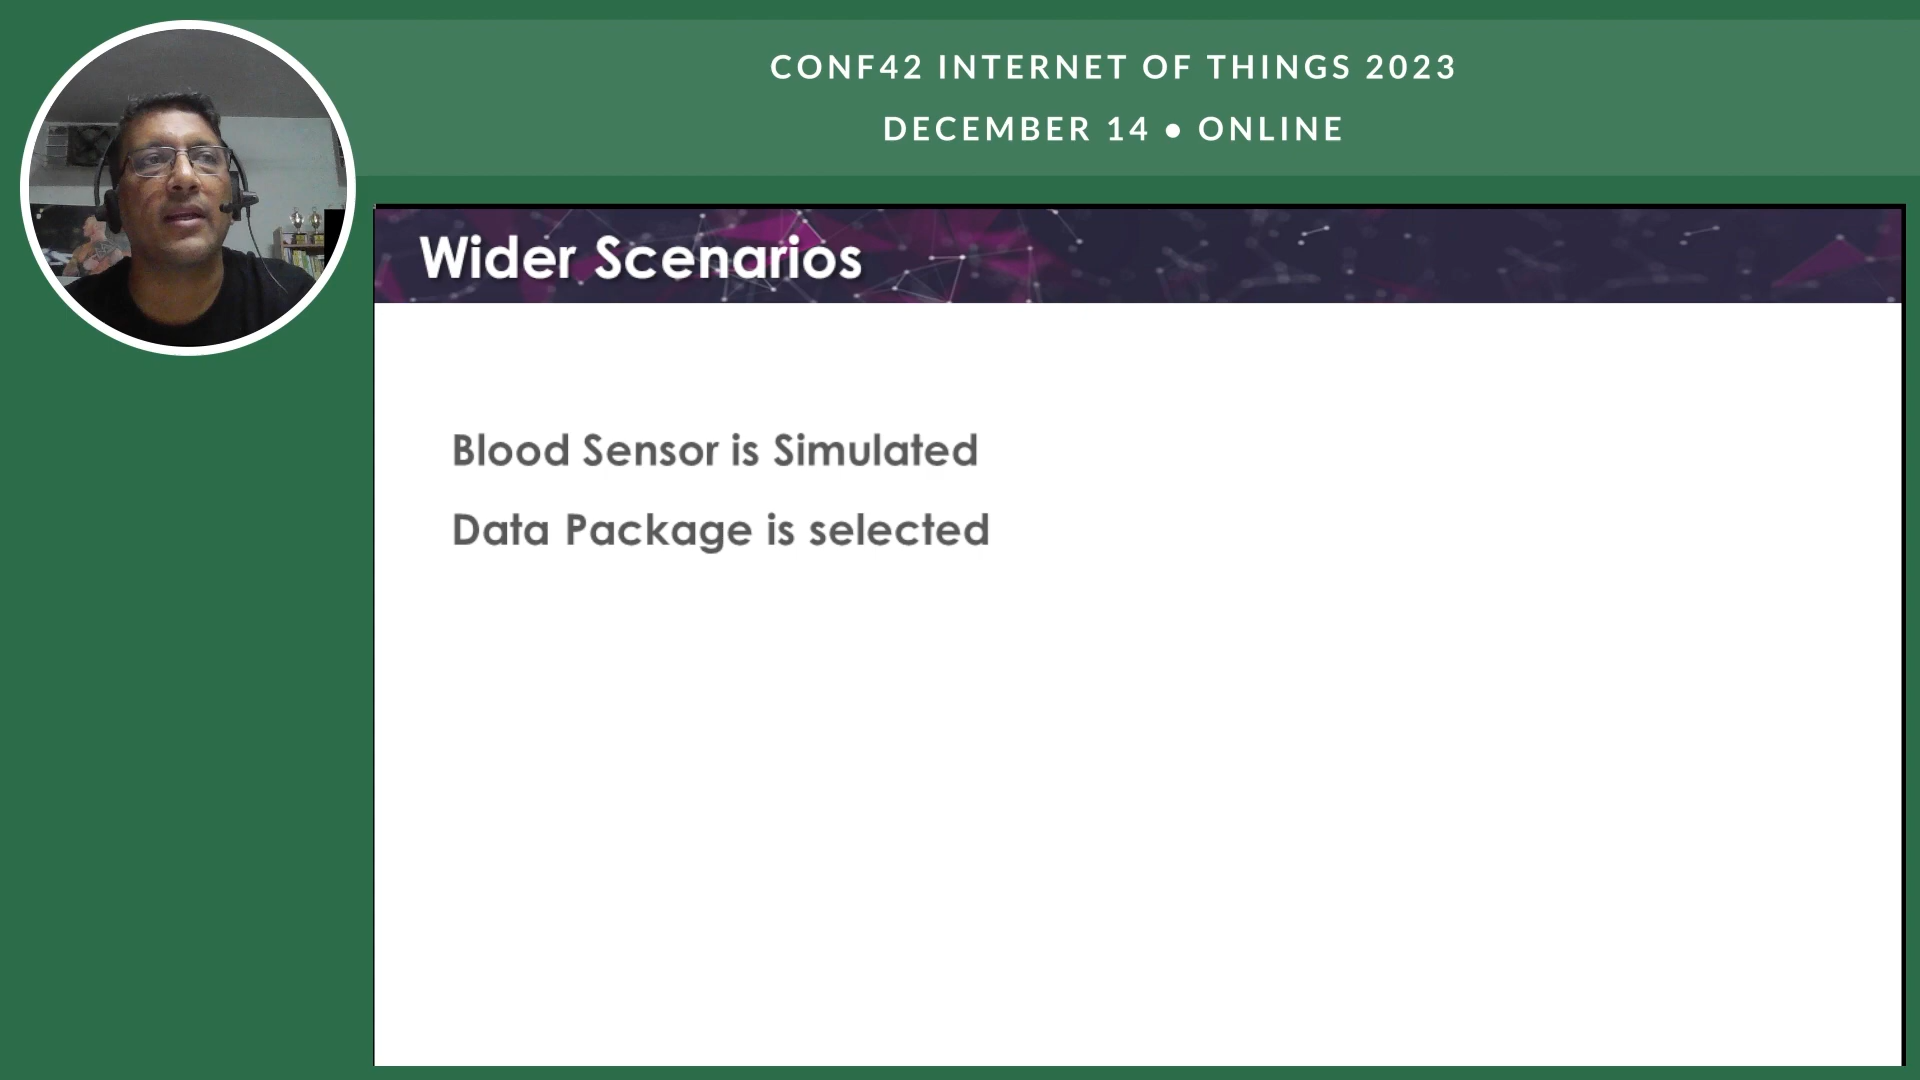 CONF42 INTERNET OF THINGS 2023
DECEMBER 14 ● ONLINE
Wider Scenarios
Blood Sensor is Simulated
Data Package is selected